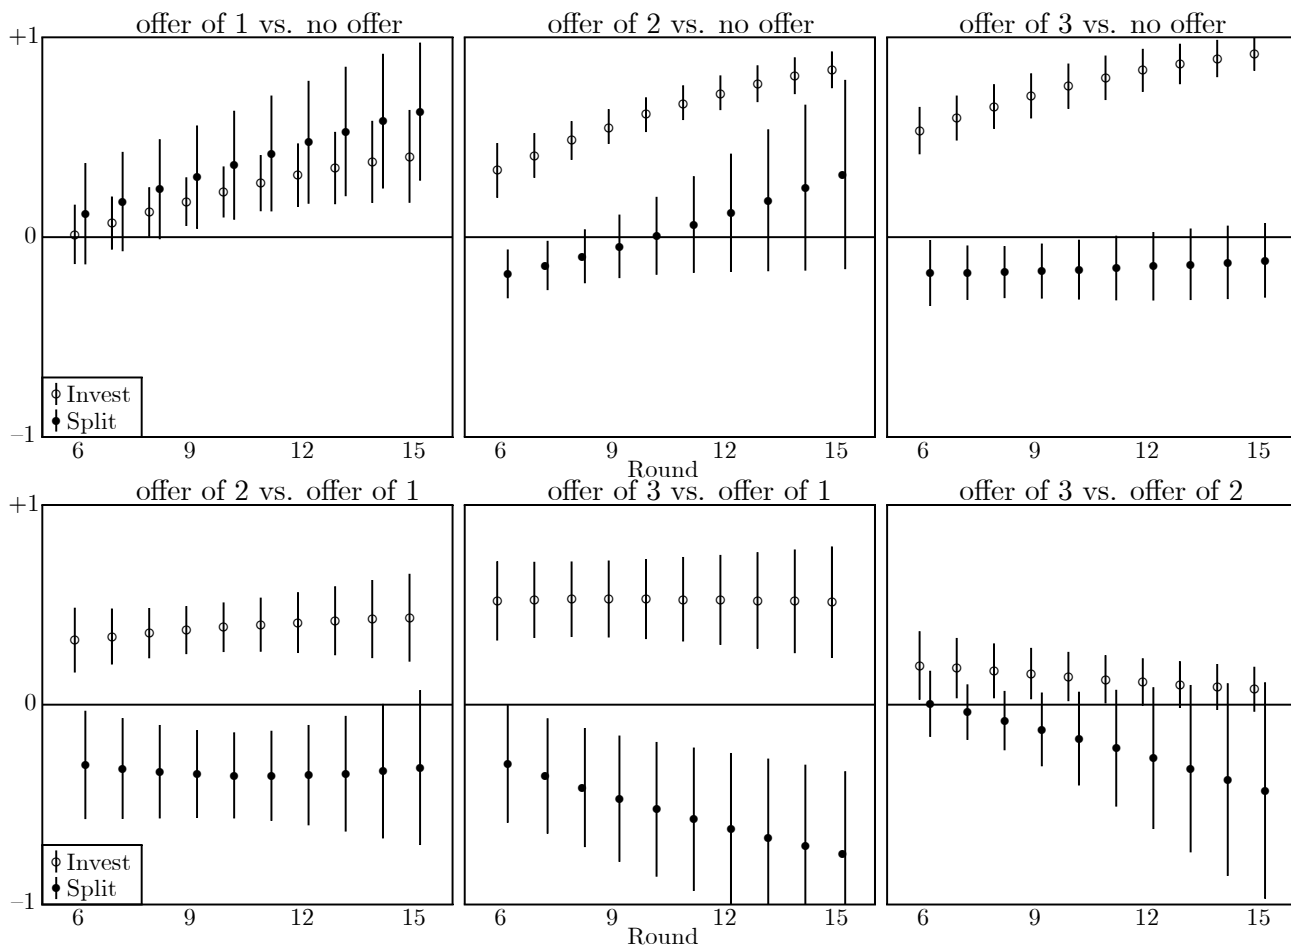 offer of 1 vs. no offer
offer of 2 vs. no offer
offer of 3 vs. no offer
+1
0
−1
Invest
Split
6 9 12 15
6 9 12 15
6 9 12 15
Round
offer of 2 vs. offer of 1
offer of 3 vs. offer of 1
offer of 3 vs. offer of 2
+1
0
−1
Invest
Split
6 9 12 15
6 9 12 15
6 9 12 15
Round